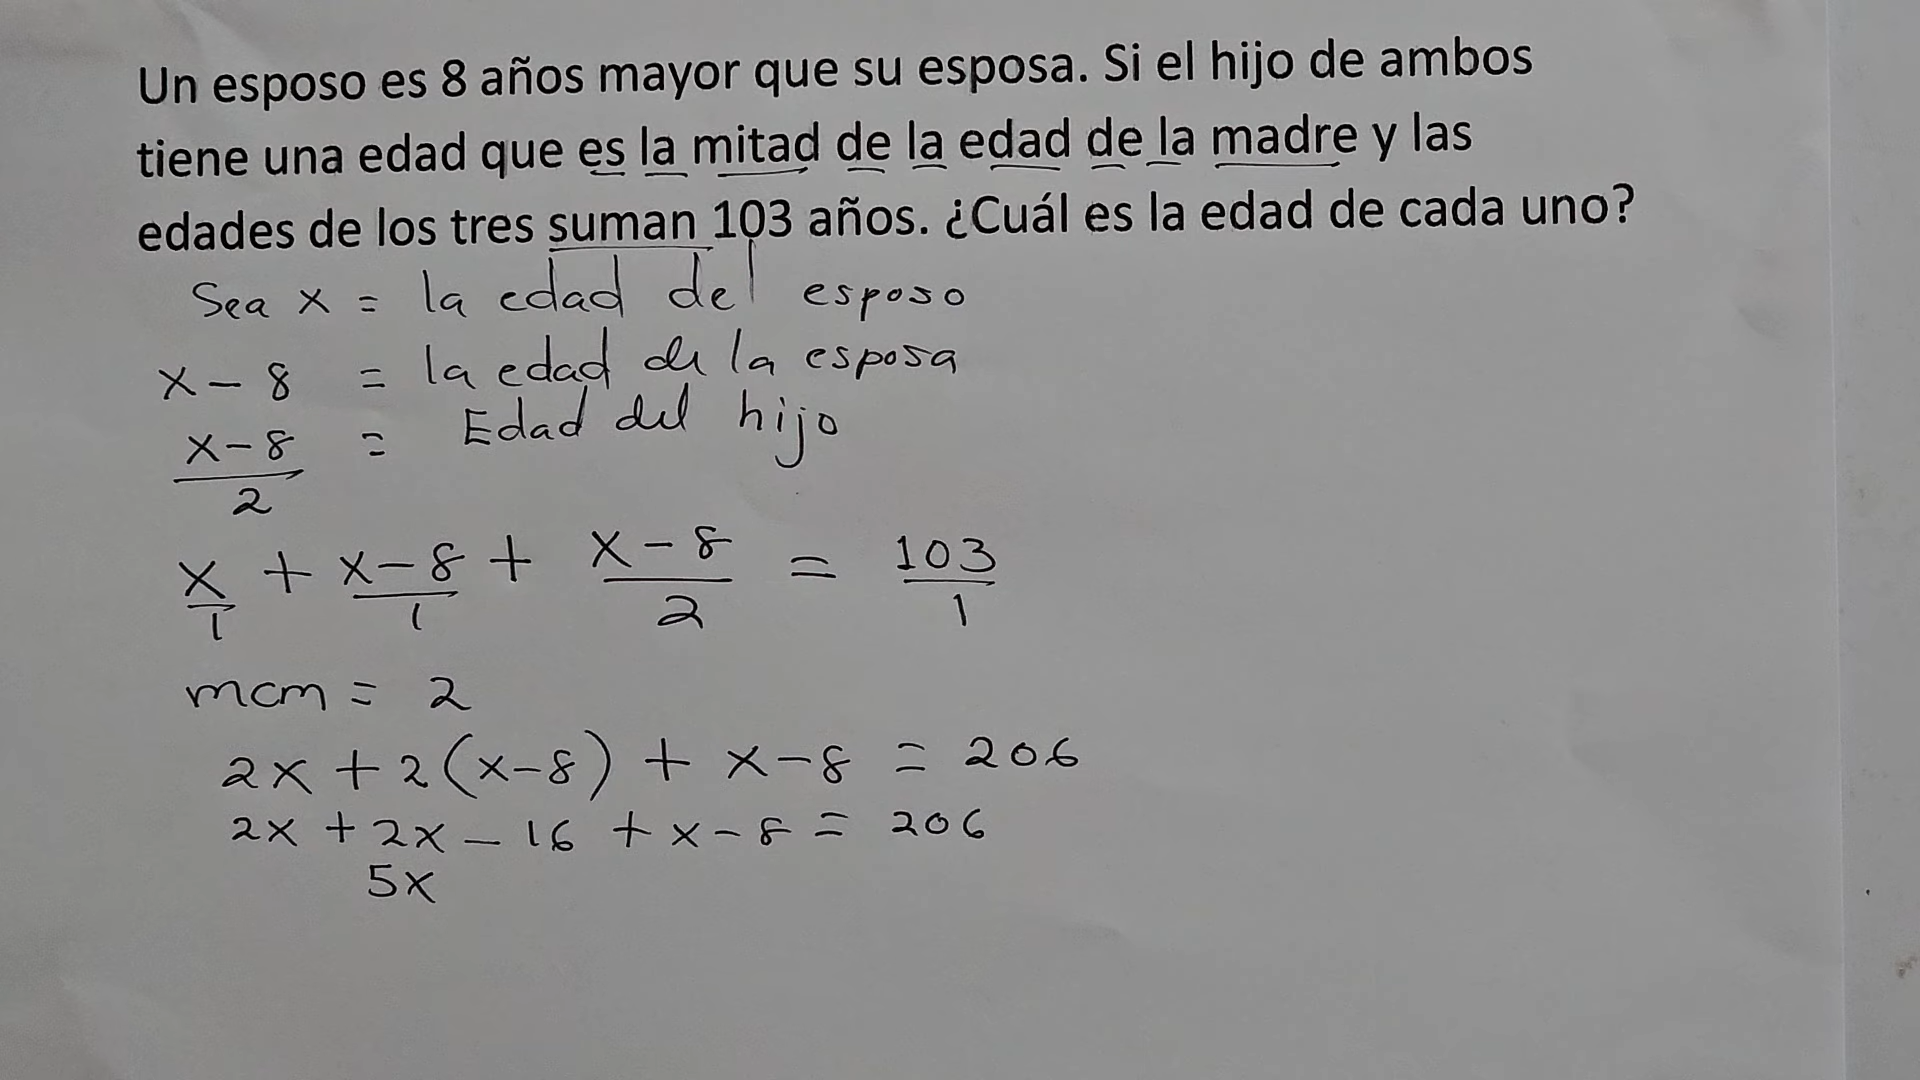 Un esposo es 8 años mayor que su esposa. Si el hijo de ambos
tiene una edad que es la mitad de la edad de la madre y las
edades de los tres suman 103 años. ¿Cuál es la edad de cada uno?
Sea x = la edad del esposo
x - 8 = la edad de la esposa
x-8/2 = Edad del hijo
x/1 + x-8/1 + x-8/2 = 103/1
mcm = 2
2x + 2(x-8) + x-8 = 206
2x + 2x - 16 + x - 8 = 206
5x